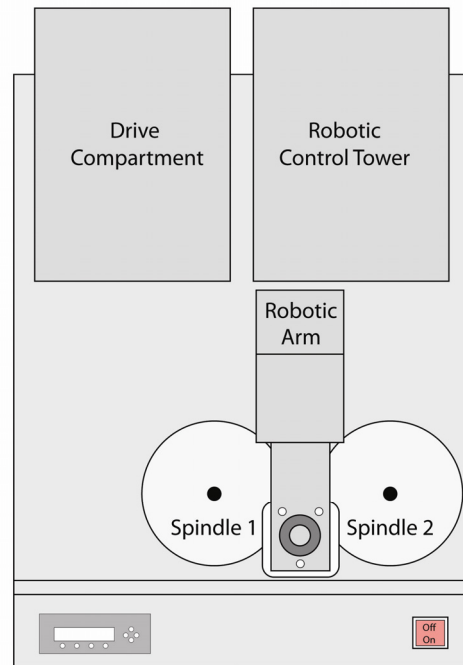 Drive
Compartment
Robotic
Control Tower
Robotic
Arm
Spindle 1
Spindle 2
Off
On